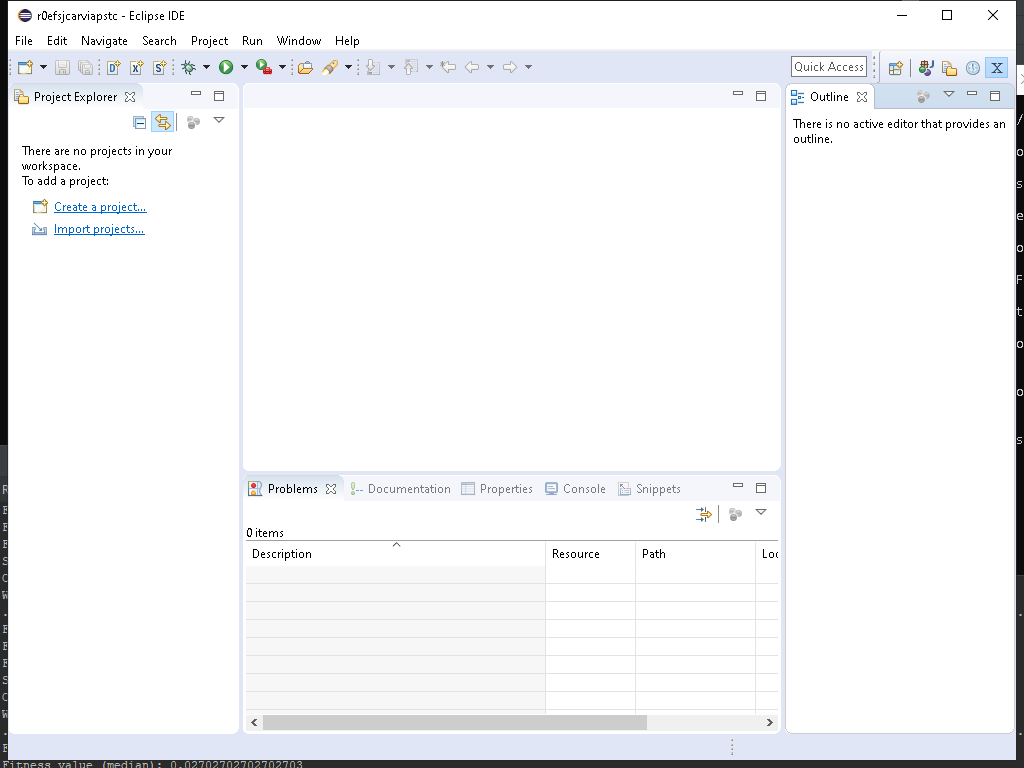 r0efsjcarviapstc - Eclipse IDE
File Edit Navigate Search Project Run Window Help
Quick Access
Project Explorer
Outline
There is no active editor that provides an
outline.
There are no projects in your
workspace.
To add a project:
Create a project...
Import projects...
Problems Documentation Properties Console Snippets
0 items
Description Resource Path Loc
Fitness value (median): 0.02702702702702703